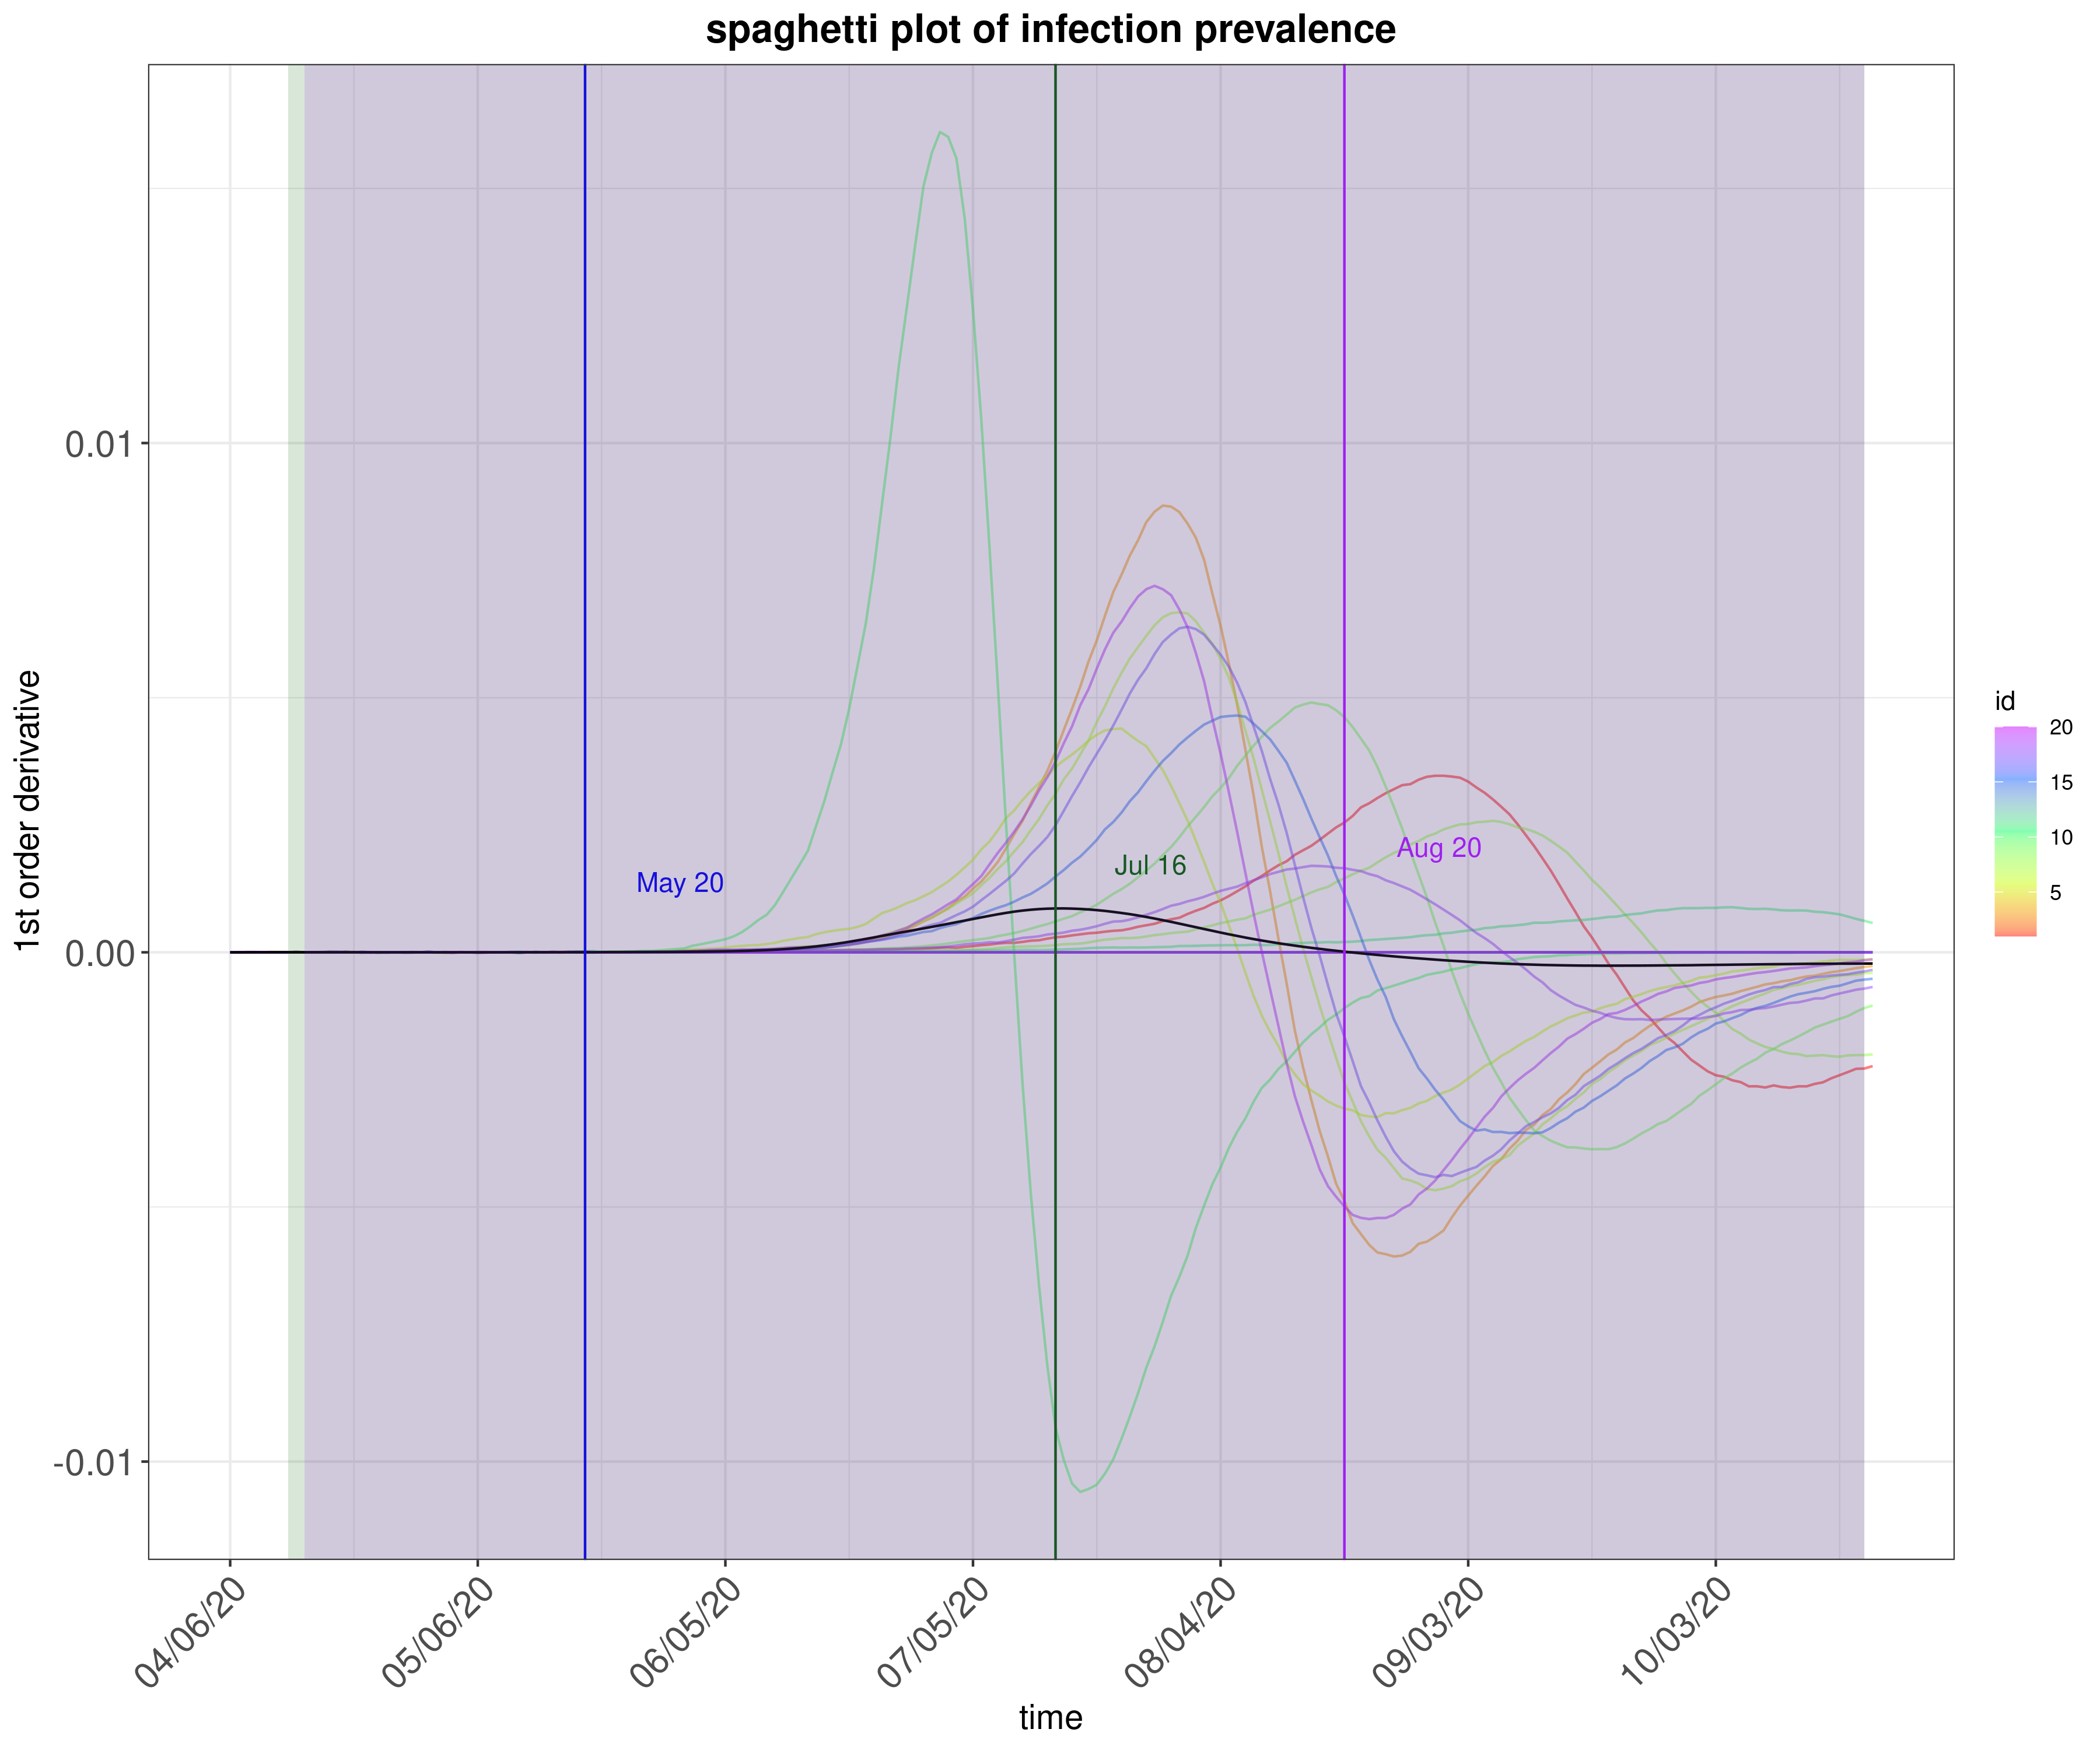 spaghetti plot of infection prevalence
1st order derivative
0.01
0.00
-0.01
May 20
Jul 16
Aug 20
id
20
15
10
5
04/06/20
05/06/20
06/05/20
07/05/20
08/04/20
09/03/20
10/03/20
time